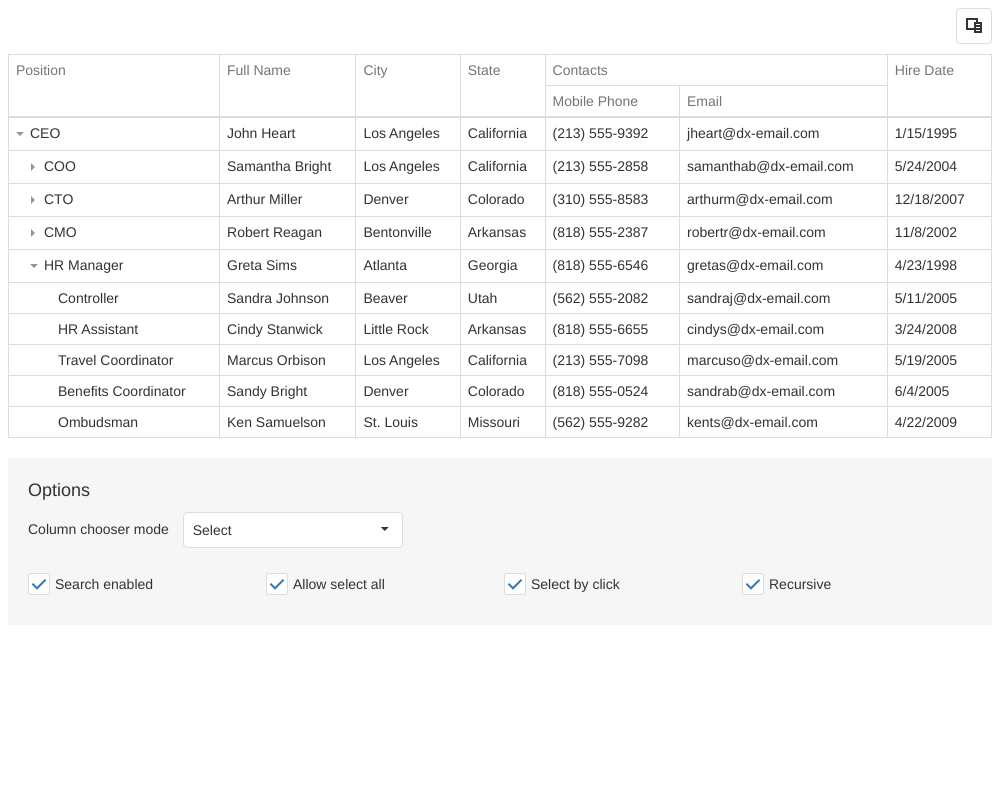 Position Full Name City State Contacts Hire Date
Mobile Phone Email
CEO John Heart Los Angeles California (213) 555-9392 jheart@dx-email.com 1/15/1995
COO Samantha Bright Los Angeles California (213) 555-2858 samanthab@dx-email.com 5/24/2004
CTO Arthur Miller Denver Colorado (310) 555-8583 arthurm@dx-email.com 12/18/2007
CMO Robert Reagan Bentonville Arkansas (818) 555-2387 robertr@dx-email.com 11/8/2002
HR Manager Greta Sims Atlanta Georgia (818) 555-6546 gretas@dx-email.com 4/23/1998
Controller Sandra Johnson Beaver Utah (562) 555-2082 sandraj@dx-email.com 5/11/2005
HR Assistant Cindy Stanwick Little Rock Arkansas (818) 555-6655 cindys@dx-email.com 3/24/2008
Travel Coordinator Marcus Orbison Los Angeles California (213) 555-7098 marcuso@dx-email.com 5/19/2005
Benefits Coordinator Sandy Bright Denver Colorado (818) 555-0524 sandrab@dx-email.com 6/4/2005
Ombudsman Ken Samuelson St. Louis Missouri (562) 555-9282 kents@dx-email.com 4/22/2009
Options
Column chooser mode Select
Search enabled Allow select all Select by click Recursive